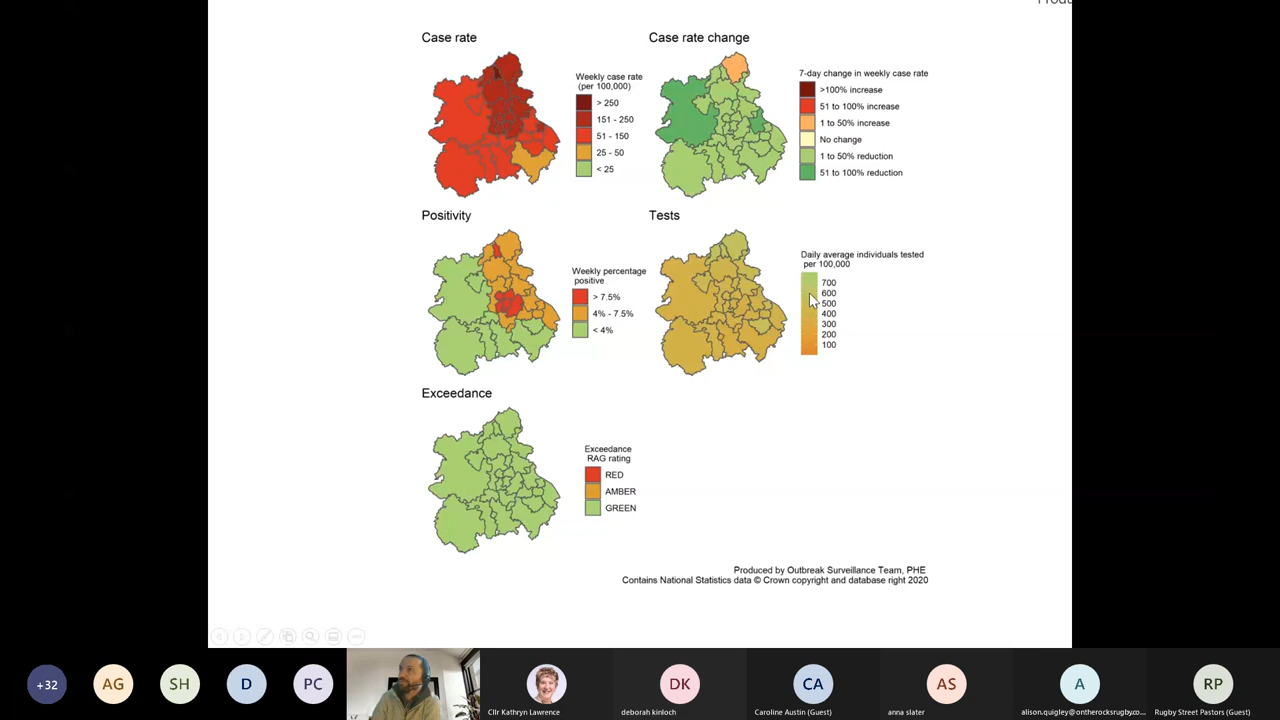 Case rate
Weekly case rate
(per 100,000)
> 250
151 - 250
51 - 150
25 - 50
< 25
Case rate change
7-day change in weekly case rate
>100% increase
51 to 100% increase
1 to 50% increase
No change
1 to 50% reduction
51 to 100% reduction
Positivity
Weekly percentage
positive
> 7.5%
4% - 7.5%
< 4%
Tests
Daily average individuals tested
per 100,000
700
600
500
400
300
200
100
Exceedance
Exceedance
RAG rating
RED
AMBER
GREEN
Produced by Outbreak Surveillance Team, PHE
Contains National Statistics data © Crown copyright and database right 2020
+32
AG
SH
D
PC
DK
CA
AS
A
RP
Cllr Kathryn Lawrence
deborah kinloch
Caroline Austin (Guest)
anna slater
alison.quigley@ontherocksrugby.co...
Rugby Street Pastors (Guest)